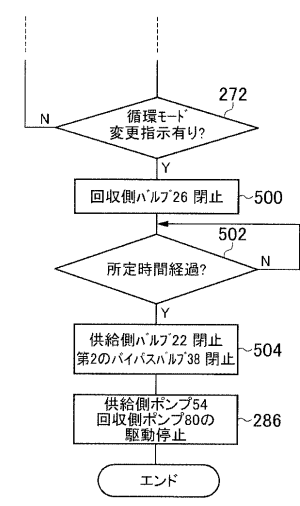 272
循環モード
変更指示有り?
N
Y
回収側バルブ26 閉止
500
502
所定時間経過?
N
Y
供給側バルブ22 閉止
第2のバイパスバルブ38 閉止
504
供給側ポンプ54
回収側ポンプ80の
駆動停止
286
エンド